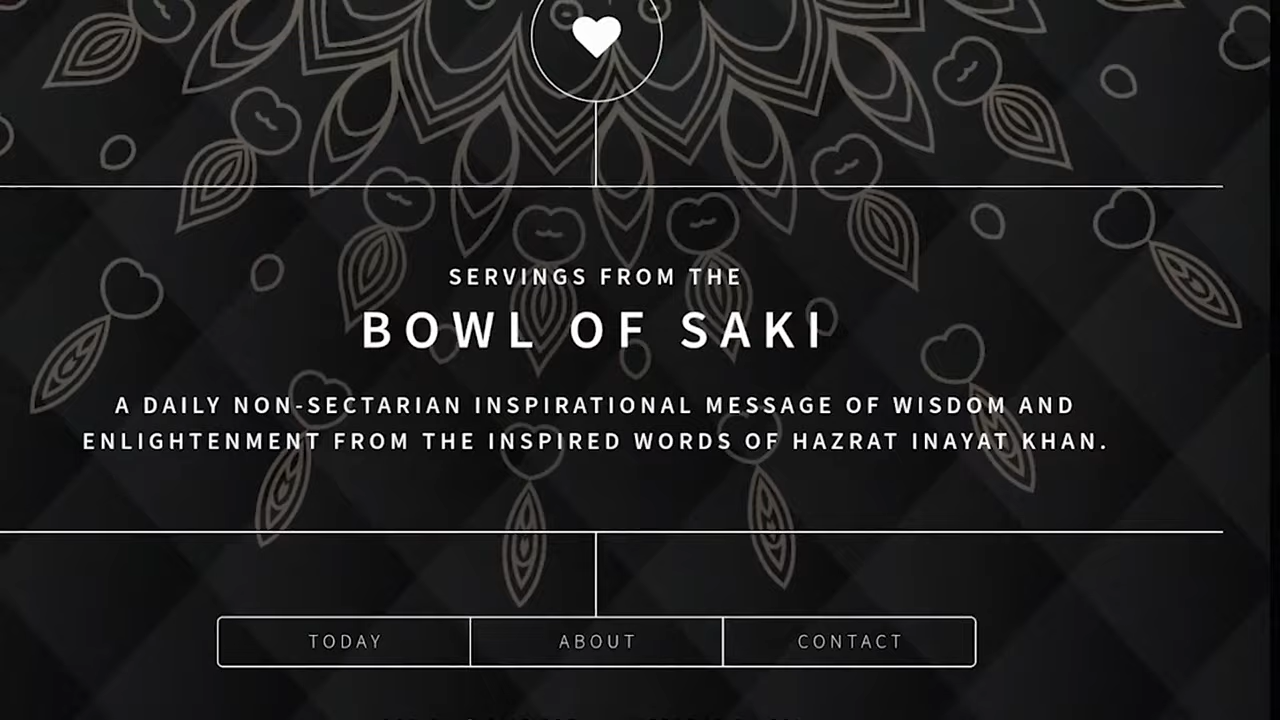 SERVINGS FROM THE
BOWL OF SAKI
A DAILY NON-SECTARIAN INSPIRATIONAL MESSAGE OF WISDOM AND
ENLIGHTENMENT FROM THE INSPIRED WORDS OF HAZRAT INAYAT KHAN.
TODAY ABOUT CONTACT